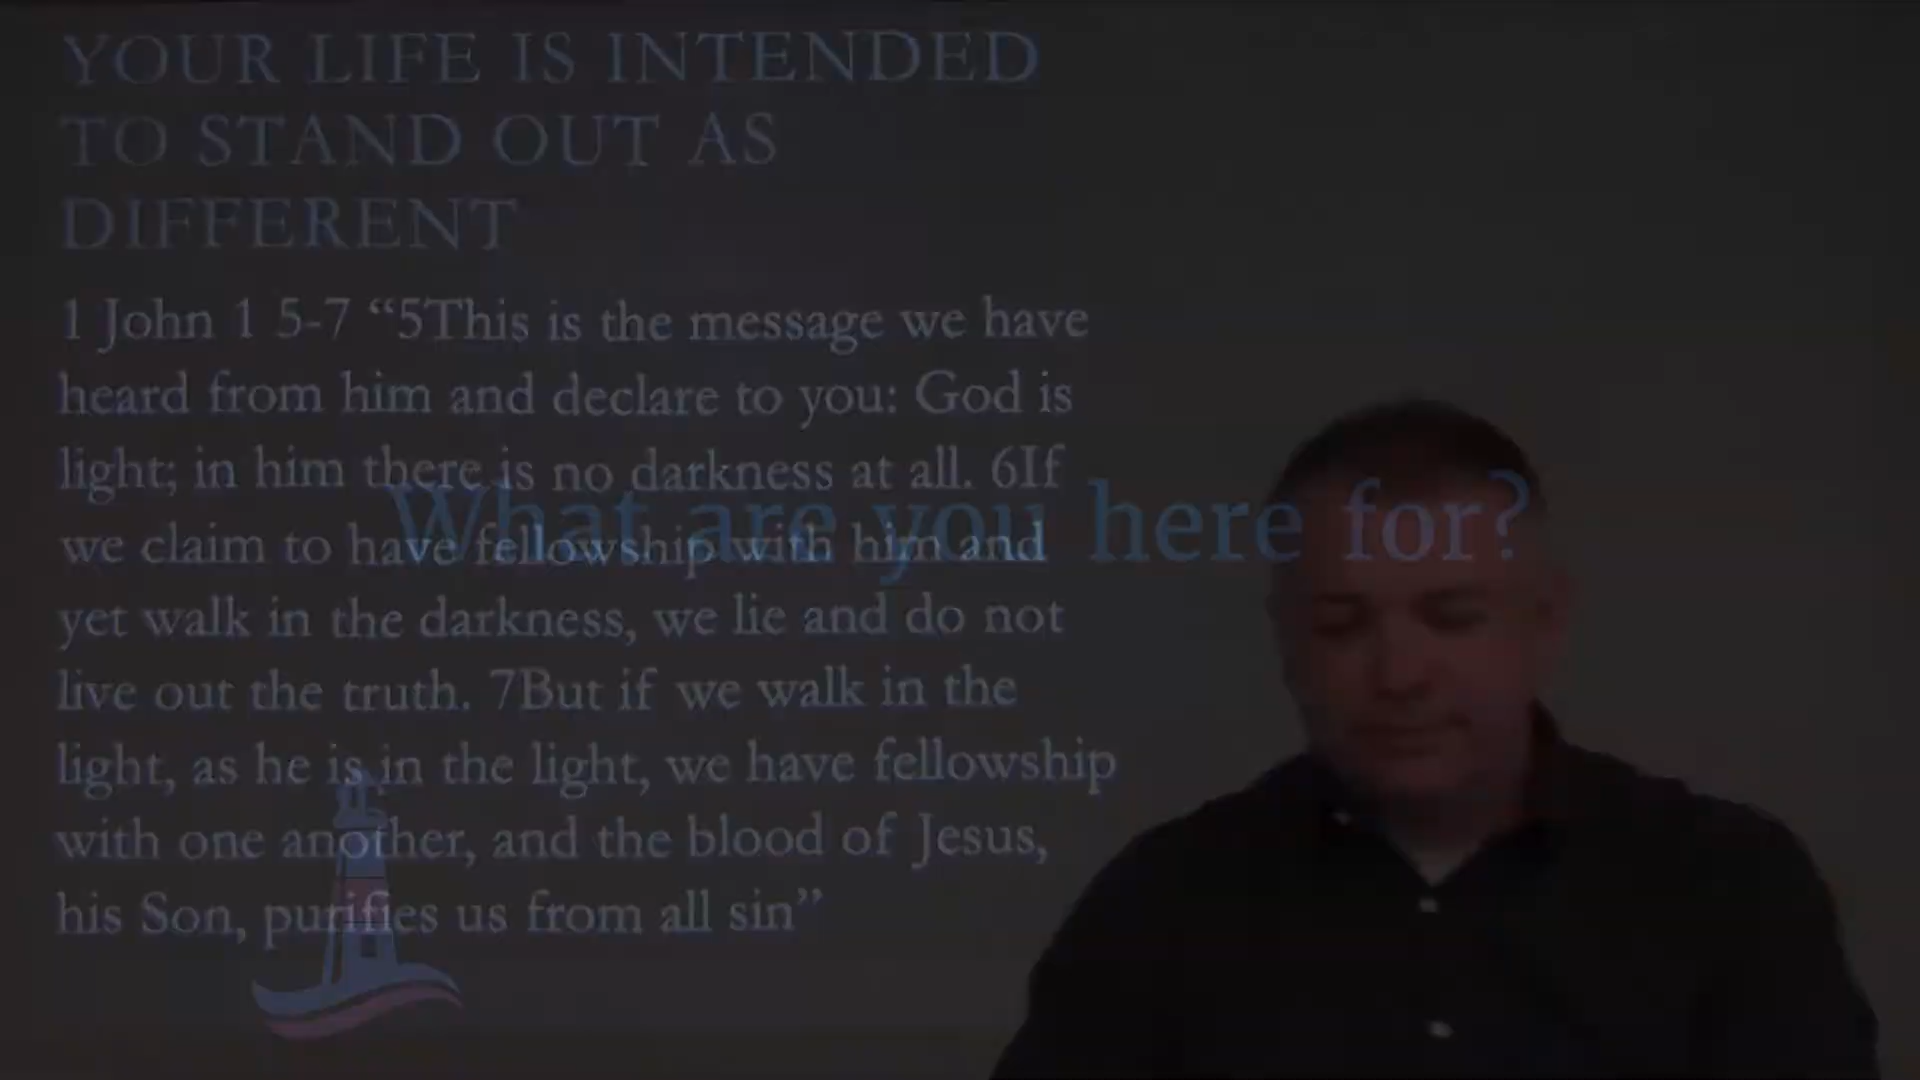 YOUR LIFE IS INTENDED
TO STAND OUT AS
DIFFERENT
1 John 1 5-7 “5This is the message we have
heard from him and declare to you: God is
light; in him there is no darkness at all. 6If
we claim to have fellowship with him and
yet walk in the darkness, we lie and do not
live out the truth. 7But if we walk in the
light, as he is in the light, we have fellowship
with one another, and the blood of Jesus,
his Son, purifies us from all sin”
What are you here for?